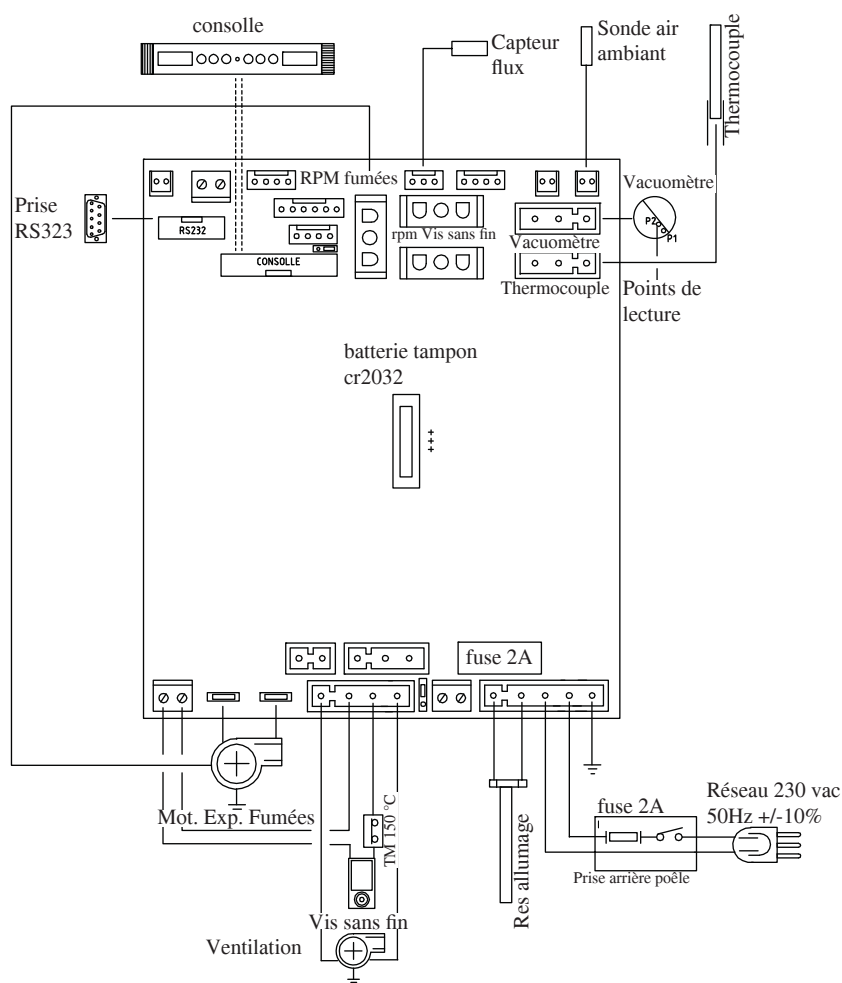 consolle
Capteur
flux
Sonde air
ambiant
Thermocouple
RPM fumées
Vacuomètre
Prise
RS323
RS232
rpm Vis sans fin
Vacuomètre
P2
P1
CONSOLLE
Thermocouple
Points de
lecture
batterie tampon
cr2032
+++
fuse 2A
Mot. Exp. Fumées
TM 150 °C
Res allumage
fuse 2A
Réseau 230 vac
50Hz +/-10%
Prise arrière poêle
Vis sans fin
Ventilation